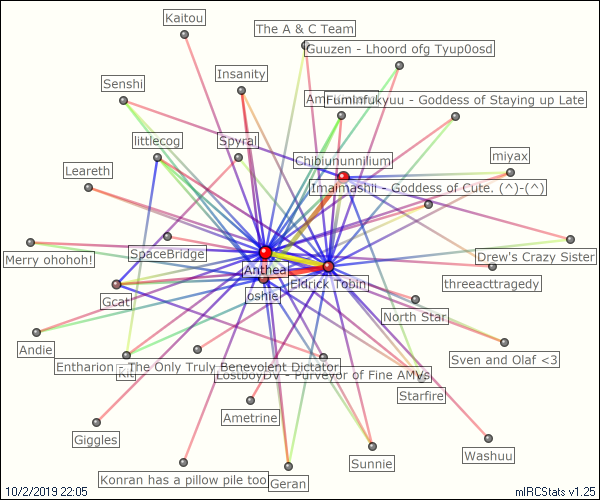 Kaitou
The A & C Team
Guuzen - Lhoord ofg Tyup0osd
Insanity
Senshi
Fuminfukyuu - Goddess of Staying up Late
littlecog
Spyral
Chibiununnilium
miyax
Leareth
Imaimashii - Goddess of Cute. (^)-(^)
SpaceBridge
Merry ohohoh!
Drew's Crazy Sister
Anthea
Eldrick Tobin
threeacttragedy
oshie
Gcat
North Star
Andie
Sven and Olaf <3
Entharion - The Only Truly Benevolent Dictator
Kit
LostboyDV - Purveyor of Fine AMVs
Starfire
Ametrine
Giggles
Washuu
Sunnie
Konran has a pillow pile too
Geran
10/2/2019 22:05
mIRCStats v1.25